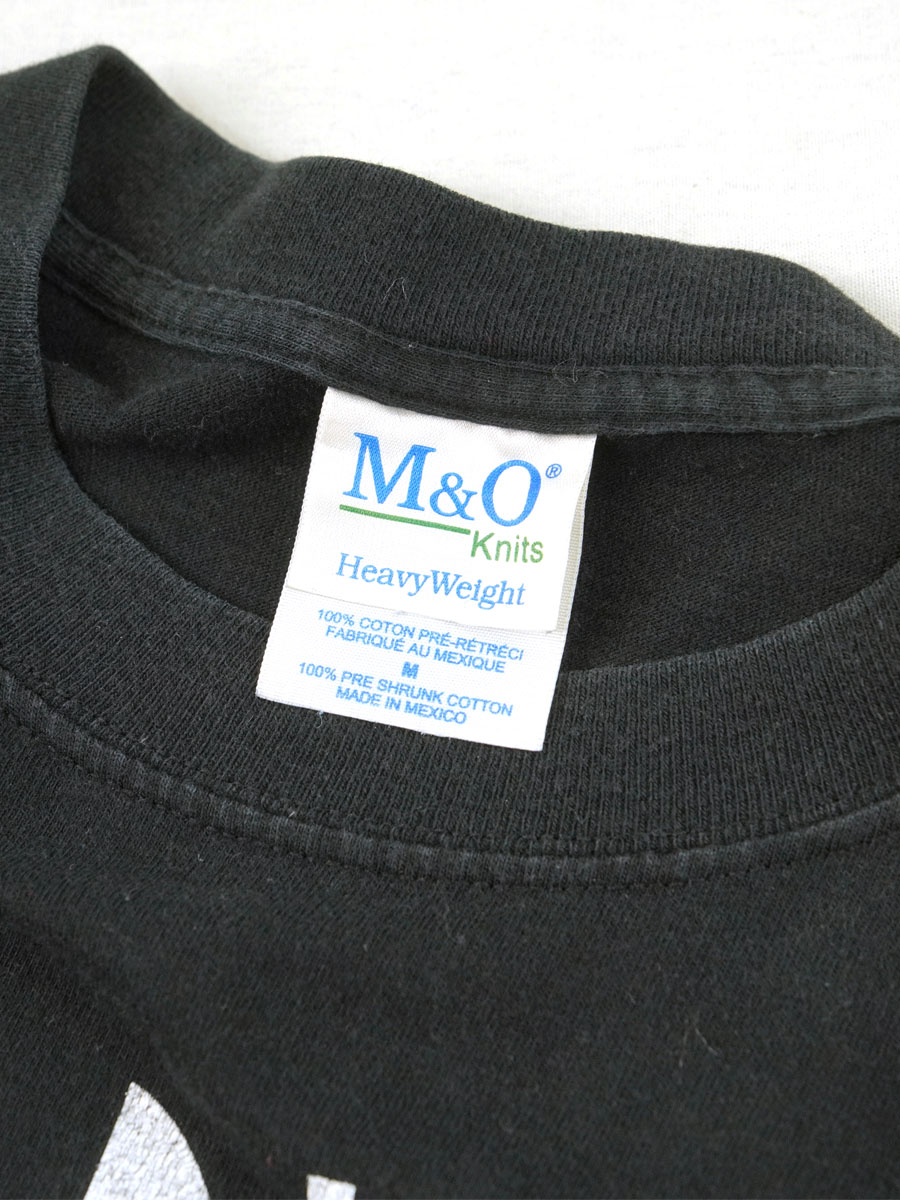 M&O®
Knits
HeavyWeight
100% COTON PRÉ-RÉTRÉCI
FABRIQUÉ AU MEXIQUE
M
100% PRE SHRUNK COTTON
MADE IN MEXICO